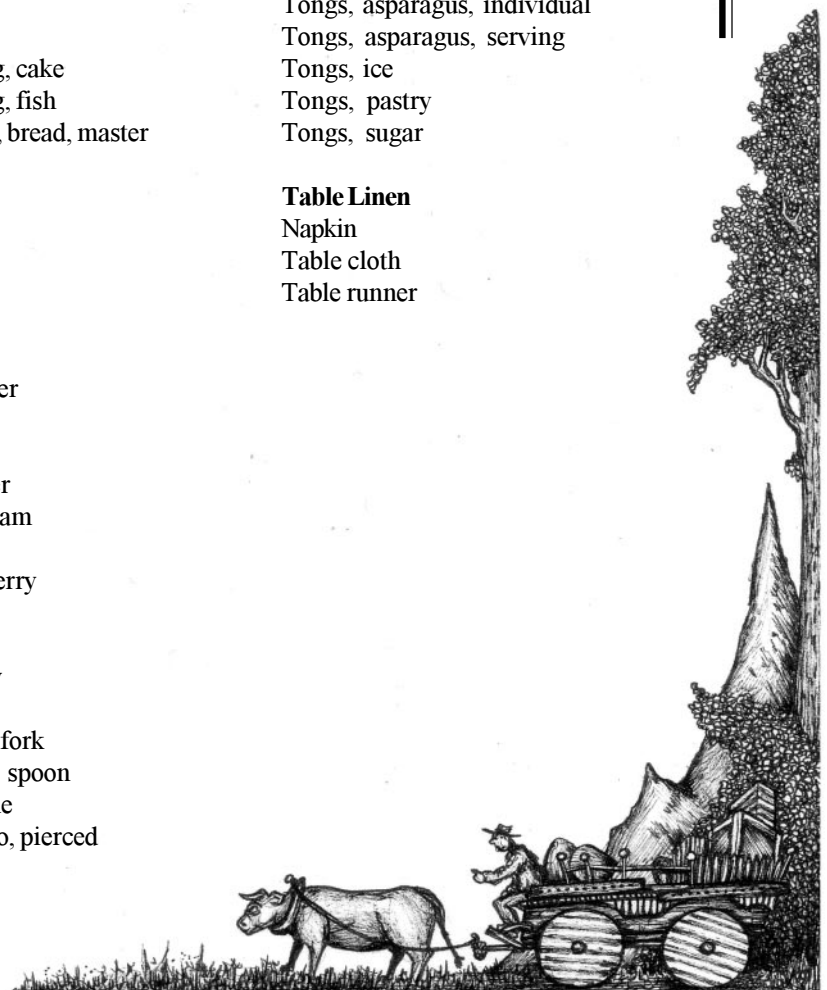 , cake
, fish
, bread, master
er
r
am
erry
fork
spoon
e
o, pierced
Tongs, asparagus, individual
Tongs, asparagus, serving
Tongs, ice
Tongs, pastry
Tongs, sugar
Table Linen
Napkin
Table cloth
Table runner